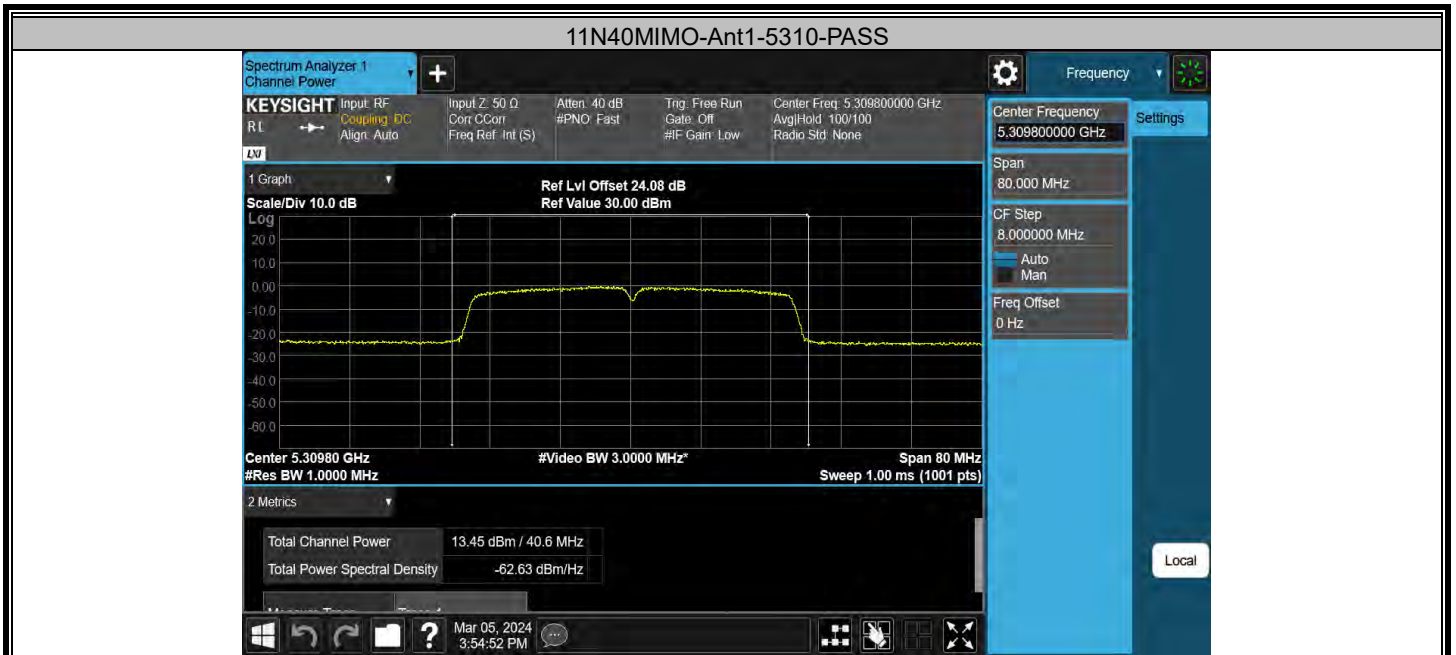 11N40MIMO-Ant1-5310-PASS
Spectrum Analyzer 1
Channel Power
+
Frequency
KEYSIGHT
RL
LXI
Input: RF
Coupling: DC
Align: Auto
Input Z: 50 Ω
Corr CCorr
Freq Ref: Int (S)
Atten: 40 dB
#PNO: Fast
Trig: Free Run
Gate: Off
#IF Gain: Low
Center Freq: 5.309800000 GHz
Avg|Hold: 100/100
Radio Std: None
Center Frequency
5.309800000 GHz
Settings
Span
80.000 MHz
CF Step
8.000000 MHz
Auto
Man
Freq Offset
0 Hz
1 Graph
Scale/Div 10.0 dB
Ref Lvl Offset 24.08 dB
Ref Value 30.00 dBm
Log
20.0
10.0
0.00
-10.0
-20.0
-30.0
-40.0
-50.0
-60.0
Center 5.30980 GHz
#Video BW 3.0000 MHz*
Span 80 MHz
#Res BW 1.0000 MHz
Sweep 1.00 ms (1001 pts)
2 Metrics
Total Channel Power 13.45 dBm / 40.6 MHz
Total Power Spectral Density -62.63 dBm/Hz
Local
?
Mar 05, 2024
3:54:52 PM